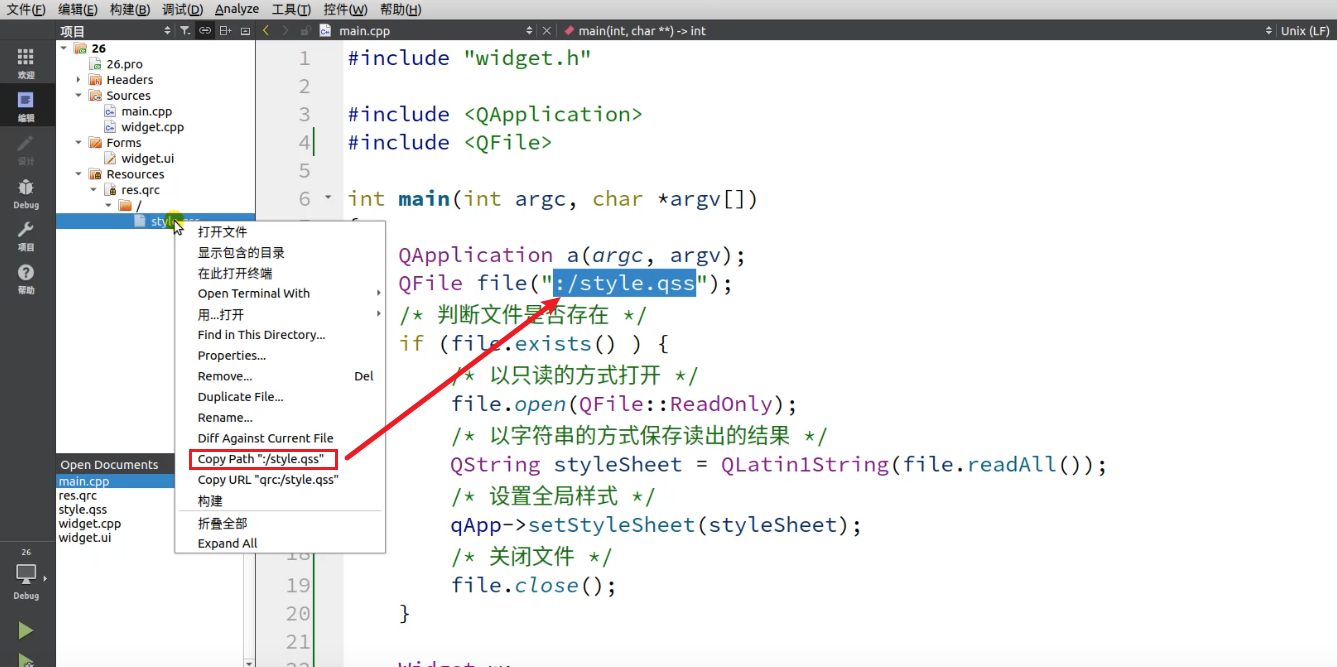 文件(F) 编辑(E) 构建(B) 调试(D) Analyze 工具(T) 控件(W) 帮助(H)
项目
main.cpp
main(int, char **) -> int
Unix (LF)
欢迎
编辑
设计
Debug
项目
帮助
26
Debug
26
26.pro
Headers
Sources
main.cpp
widget.cpp
Forms
widget.ui
Resources
res.qrc
/
style.qss
打开文件
显示包含的目录
在此打开终端
Open Terminal With
用...打开
Find in This Directory...
Properties...
Remove... Del
Duplicate File...
Rename...
Diff Against Current File
Copy Path ":/style.qss"
Copy URL "qrc:/style.qss"
构建
折叠全部
Expand All
Open Documents
main.cpp
res.qrc
style.qss
widget.cpp
widget.ui
1 #include "widget.h"
2
3 #include <QApplication>
4 #include <QFile>
5
6 int main(int argc, char *argv[])
QApplication a(argc, argv);
QFile file(":/style.qss");
/* 判断文件是否存在 */
if (file.exists() ) {
/* 以只读的方式打开 */
file.open(QFile::ReadOnly);
/* 以字符串的方式保存读出的结果 */
QString styleSheet = QLatin1String(file.readAll());
/* 设置全局样式 */
qApp->setStyleSheet(styleSheet);
18 /* 关闭文件 */
19 file.close();
20 }
21
22 Widget w;